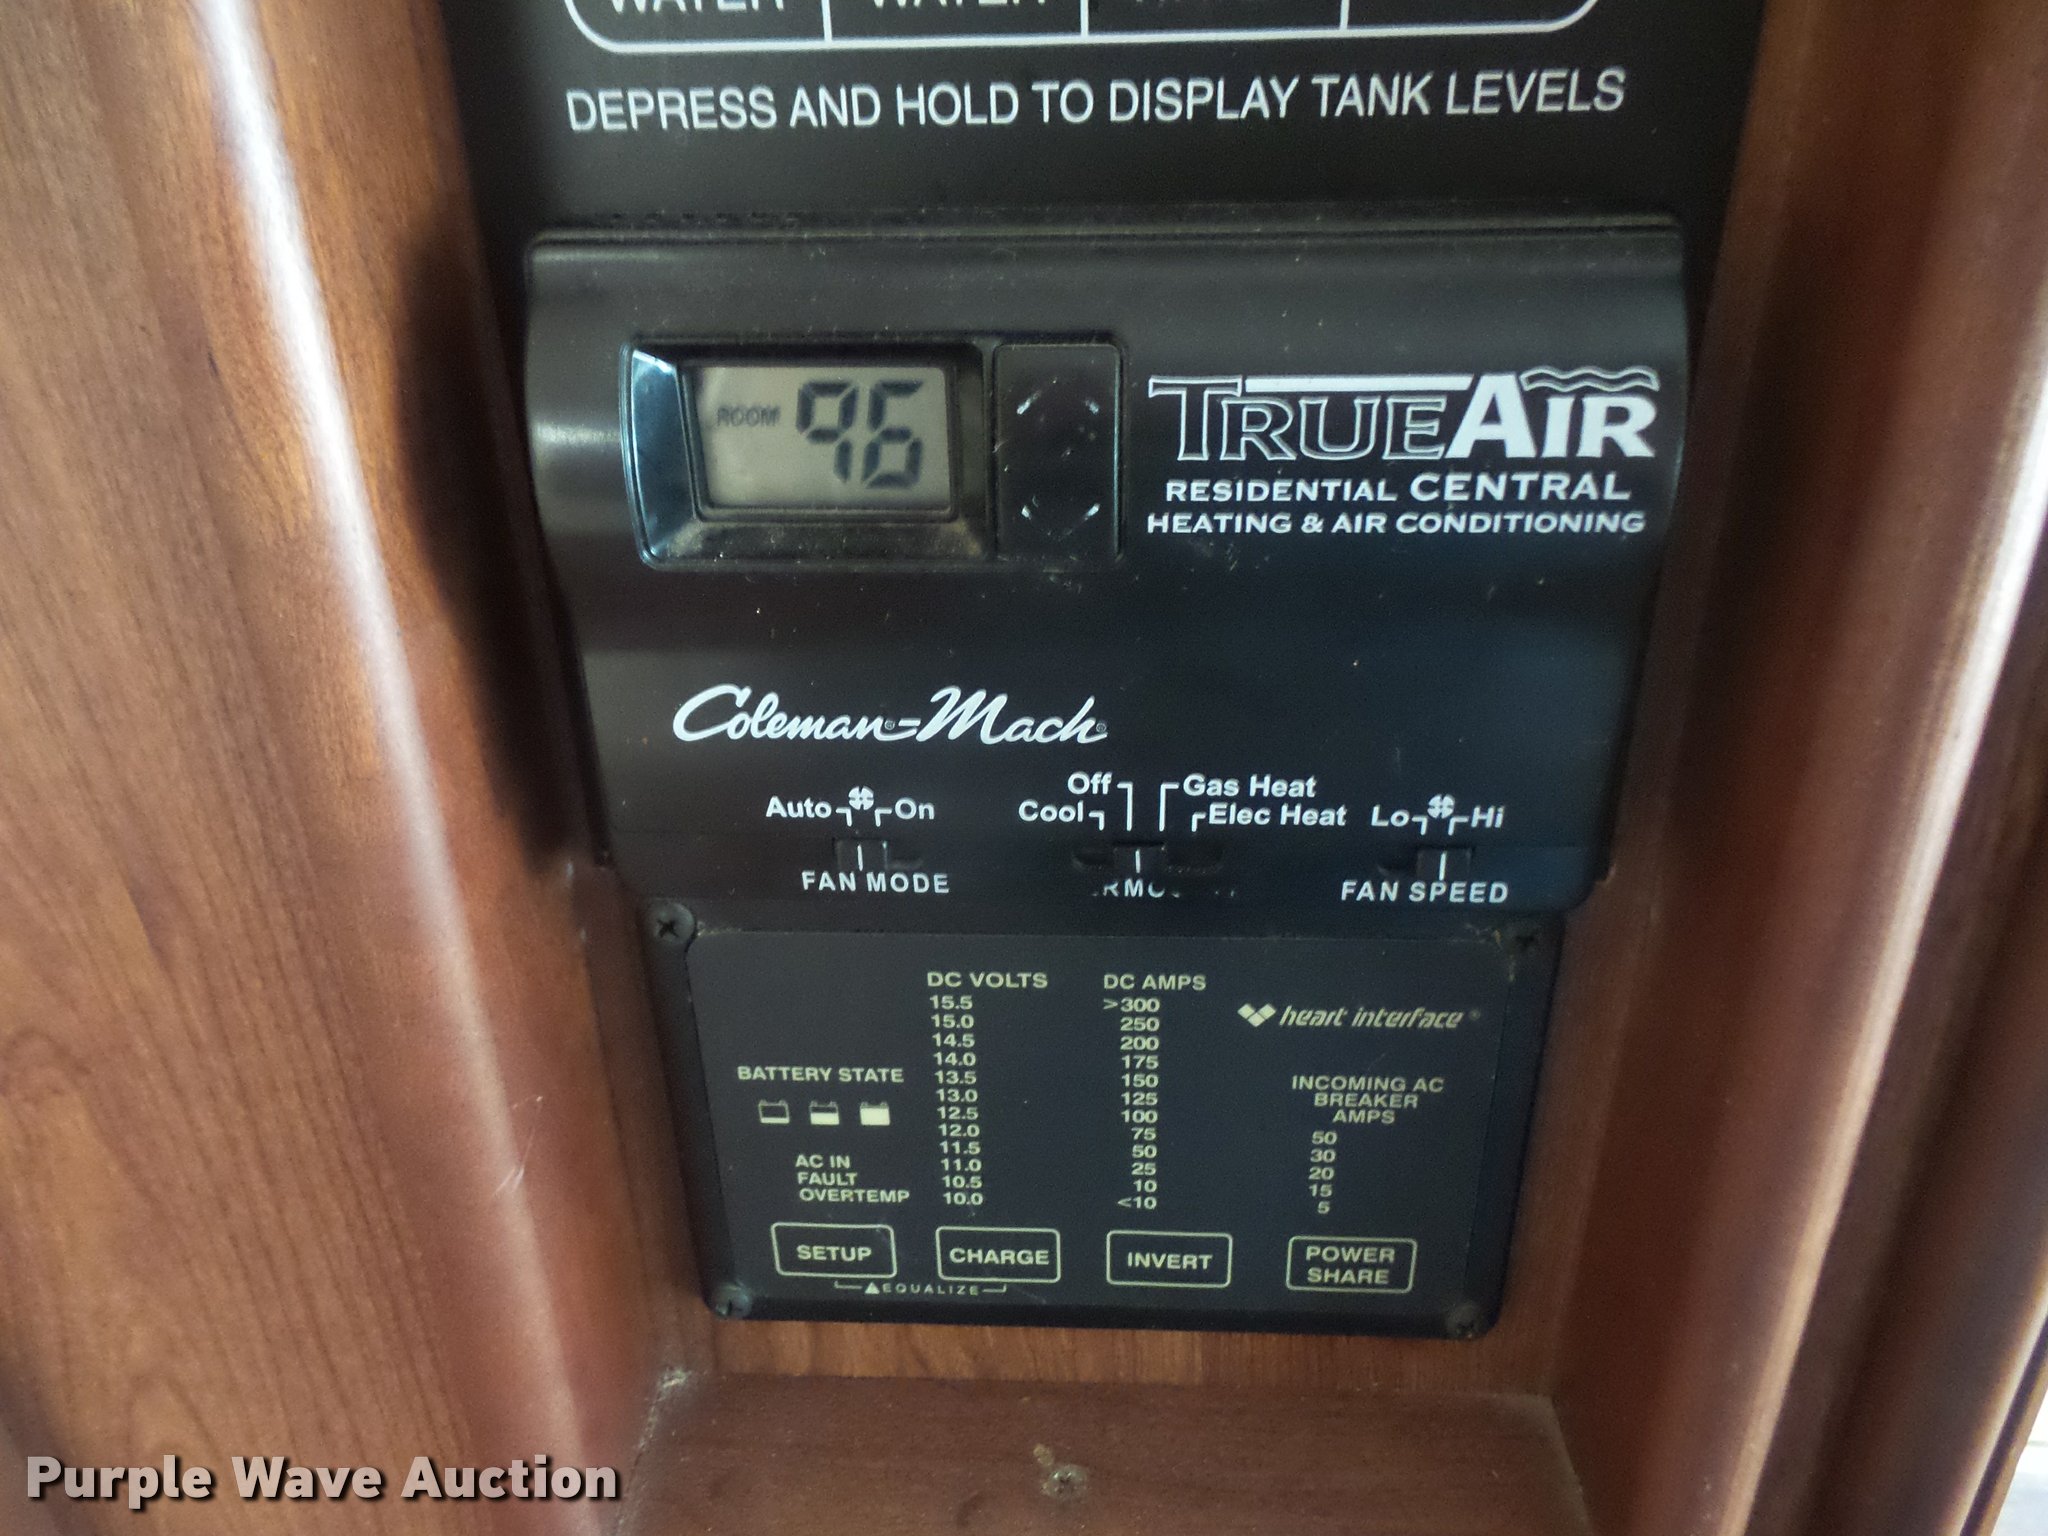 WATER WATER
DEPRESS AND HOLD TO DISPLAY TANK LEVELS
ROOM 96
TRUEAIR
RESIDENTIAL CENTRAL
HEATING & AIR CONDITIONING
Coleman®-Mach®
Off Gas Heat
Auto On Cool Elec Heat Lo Hi
FAN MODE FAN SPEED
DC VOLTS DC AMPS
15.5 >300
heart interface®
15.0 250
14.5 200
14.0 175
BATTERY STATE 13.5 150 INCOMING AC
13.0 125 BREAKER
12.5 100 AMPS
12.0 75 50
11.5 50 30
AC IN 11.0 25 20
FAULT 10.5 10 15
OVERTEMP 10.0 <10 5
SETUP CHARGE INVERT POWER
SHARE
EQUALIZE
Purple Wave Auction